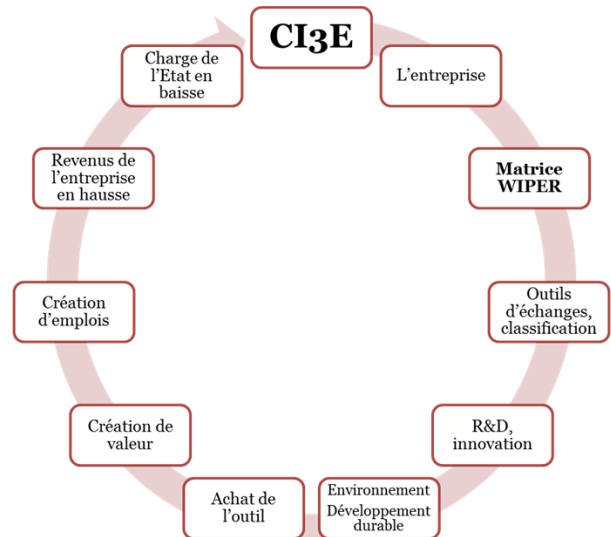 CI3E
L'entreprise
Matrice
WIPER
Outils
d'échanges,
classification
R&D,
innovation
Environnement
Développement
durable
Achat de
l'outil
Création de
valeur
Création
d'emplois
Revenus de
l'entreprise
en hausse
Charge de
l'Etat en
baisse